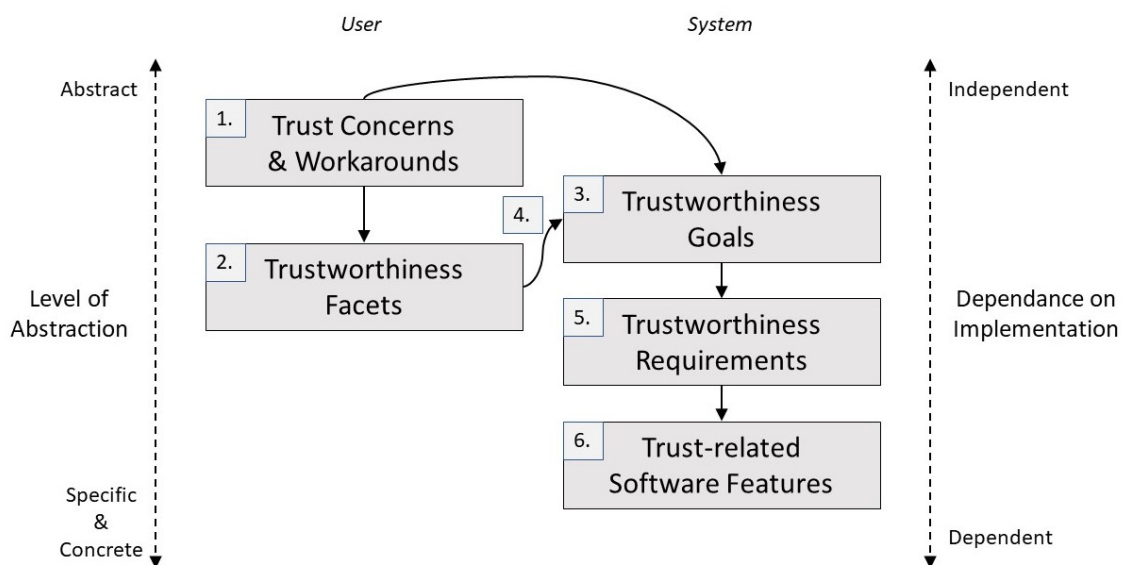 User
System
Abstract
Independent
1.
Trust Concerns
& Workarounds
3.
Trustworthiness
Goals
4.
2.
Trustworthiness
Facets
Level of
Abstraction
Dependance on
Implementation
5.
Trustworthiness
Requirements
6.
Trust-related
Software Features
Specific
&
Concrete
Dependent